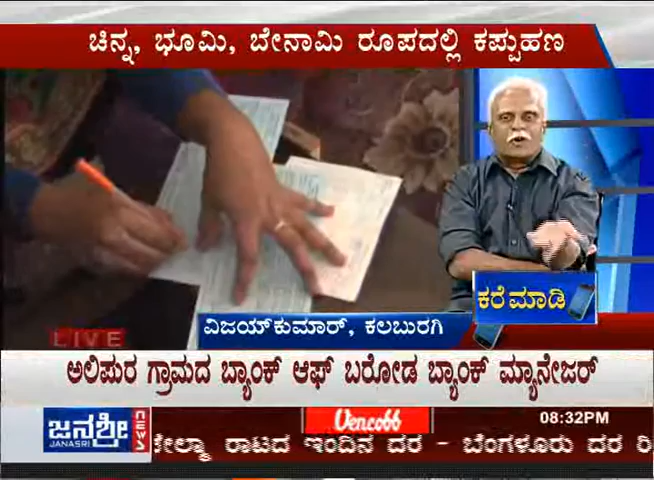 ಚಿನ್ನ, ಭೂಮಿ, ಬೇನಾಮಿ ರೂಪದಲ್ಲಿ ಕಪ್ಪುಹಣ
ಕರೆ ಮಾಡಿ
ವಿಜಯ್‌ಕುಮಾರ್, ಕಲಬುರಗಿ
LIVE
ಅಲಿಪುರ ಗ್ರಾಮದ ಬ್ಯಾಂಕ್ ಆಫ್ ಬರೋಡ ಬ್ಯಾಂಕ್ ಮ್ಯಾನೇಜರ್
ಜನಶ್ರೀ
JANASRI
NEWS
Vencobb
08:32PM
ರಾಟದ ಇಂದಿನ ದರ - ಬೆಂಗಳೂರು ದರ